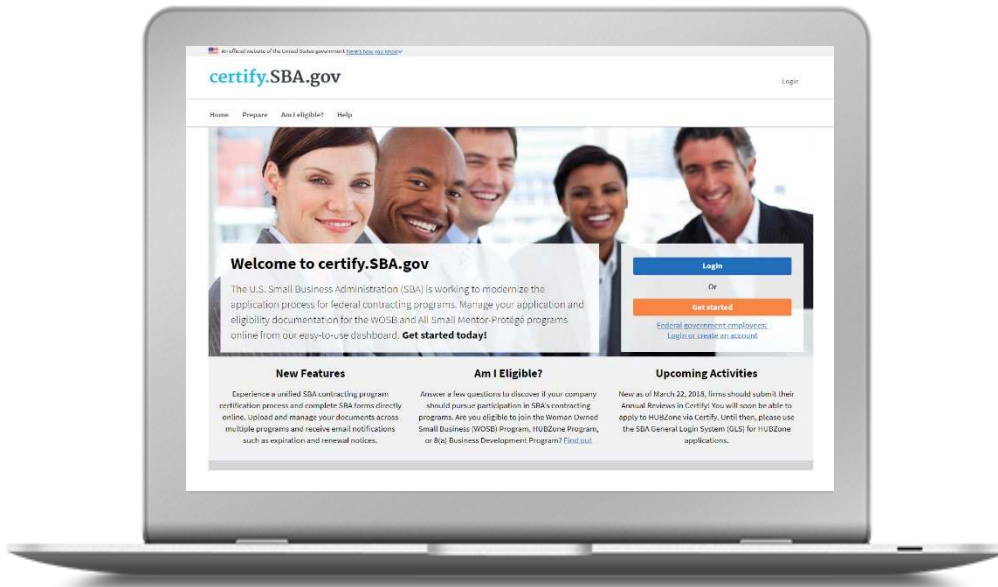 An official website of the United States government Here's how you know
certify.SBA.gov
Login
Home Prepare Am I eligible? Help
Welcome to certify.SBA.gov
The U.S. Small Business Administration (SBA) is working to modernize the
application process for federal contracting programs. Manage your application and
eligibility documentation for the WOSB and All Small Mentor-Protégé programs
online from our easy-to-use dashboard. Get started today!
Login
Or
Get started
Federal government employees:
Login or create an account
New Features
Experience a unified SBA contracting program
certification process and complete SBA forms directly
online. Upload and manage your documents across
multiple programs and receive email notifications
such as expiration and renewal notices.
Am I Eligible?
Answer a few questions to discover if your company
should pursue participation in SBA's contracting
programs. Are you eligible to join the Woman Owned
Small Business (WOSB) Program, HUBZone Program,
or 8(a) Business Development Program? Find out
Upcoming Activities
New as of March 22, 2018, firms should submit their
Annual Reviews in Certify! You will soon be able to
apply to HUBZone via Certify. Until then, please use
the SBA General Login System (GLS) for HUBZone
applications.